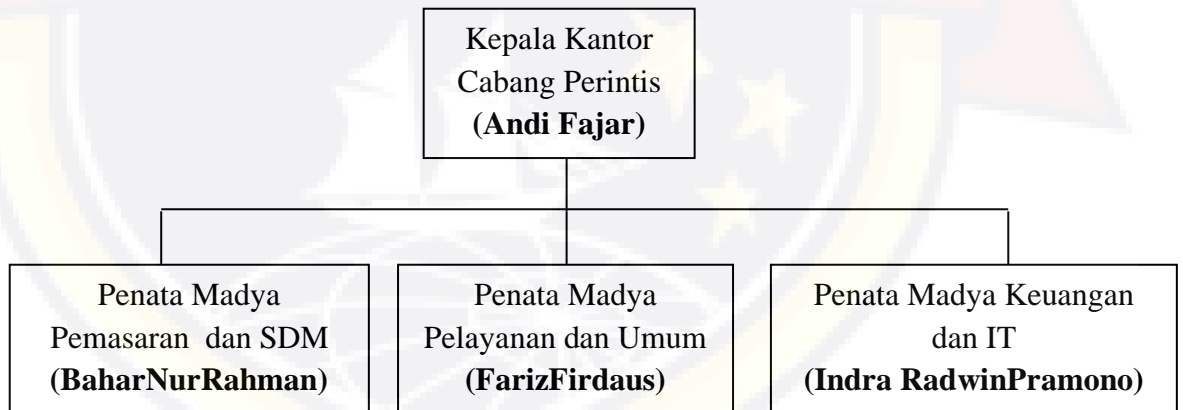 Kepala Kantor
Cabang Perintis
(Andi Fajar)
Penata Madya
Pemasaran dan SDM
(BaharNurRahman)
Penata Madya
Pelayanan dan Umum
(FarizFirdaus)
Penata Madya Keuangan
dan IT
(Indra RadwinPramono)